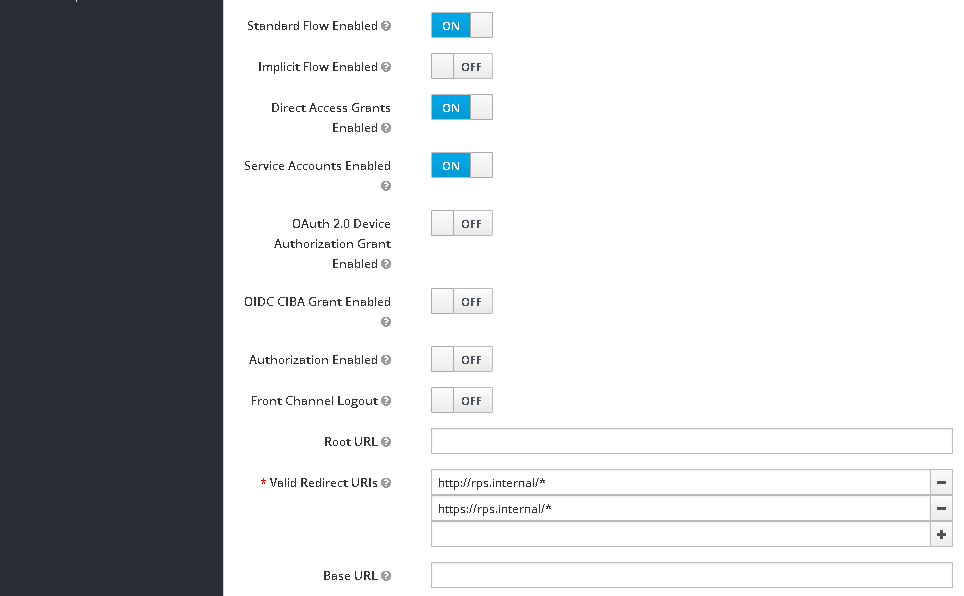 Standard Flow Enabled ON
Implicit Flow Enabled OFF
Direct Access Grants
Enabled ON
Service Accounts Enabled ON
OAuth 2.0 Device
Authorization Grant
Enabled OFF
OIDC CIBA Grant Enabled OFF
Authorization Enabled OFF
Front Channel Logout OFF
Root URL
* Valid Redirect URIs http://rps.internal/*
https://rps.internal/*
Base URL